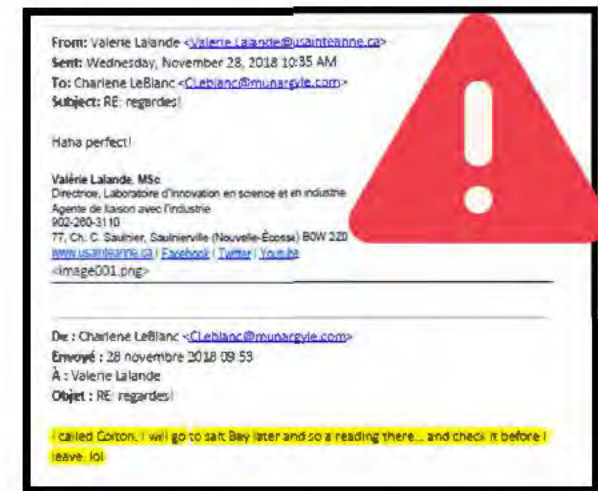 From: Valerie Lalande <Valerie.Lalande@usainteanne.ca>
Sent: Wednesday, November 28, 2018 10:35 AM
To: Charlene LeBlanc <CLeblanc@munargyle.com>
Subject: RE: regardes!
Haha perfect!
Valérie Lalande, MSc
Directrice, Laboratoire d'innovation en science et en industrie
Agente de liaison avec l'industrie
902-260-3110
77, Ch. C. Saulnier, Saulnierville (Nouvelle-Écosse) B0W 2Z0
www.usainteanne.ca | Facebook | Twitter | Youtube
<image001.png>
De : Charlene LeBlanc <CLeblanc@munargyle.com>
Envoyé : 28 novembre 2018 09:53
À : Valerie Lalande
Objet : RE: regardes!
I called Colton, I will go to salt Bay later and so a reading there... and check it before I
leave. lol